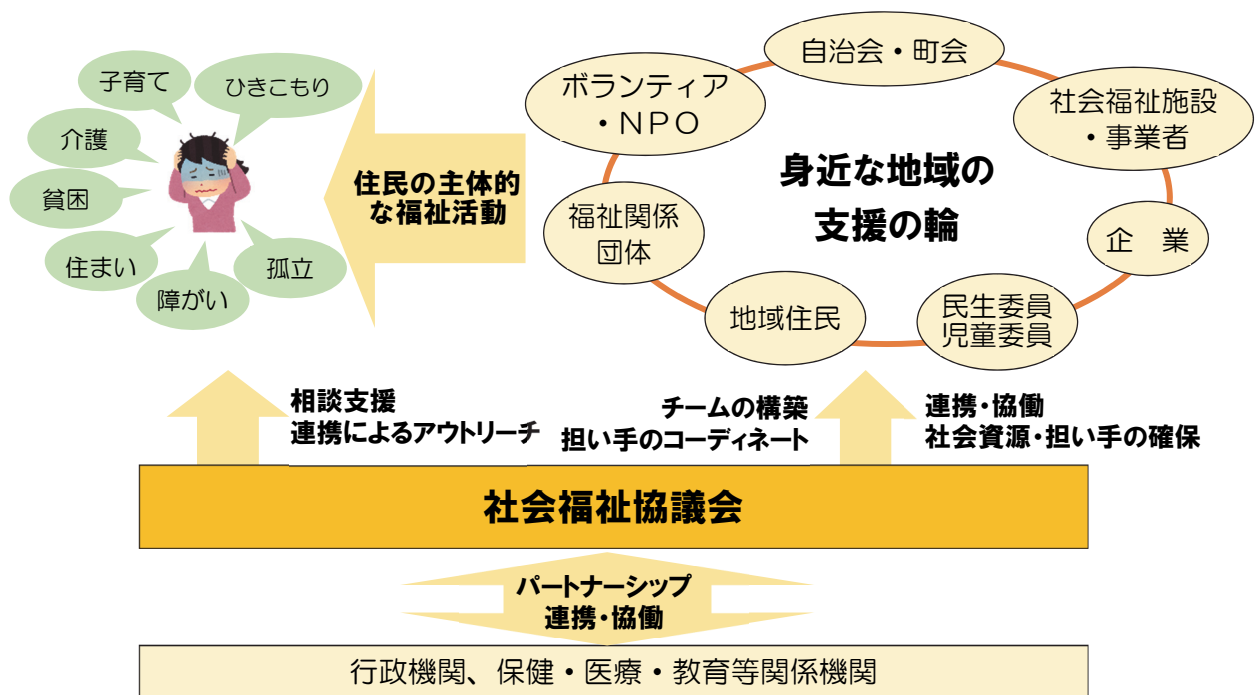 子育て
ひきこもり
介護
貧困
住まい
障がい
孤立
住民の主体的
な福祉活動
ボランティア
・NPO
自治会・町会
社会福祉施設
・事業者
福祉関係
団体
身近な地域の
支援の輪
企　業
地域住民
民生委員
児童委員
相談支援
連携によるアウトリーチ
チームの構築
担い手のコーディネート
連携・協働
社会資源・担い手の確保
社会福祉協議会
パートナーシップ
連携・協働
行政機関、保健・医療・教育等関係機関